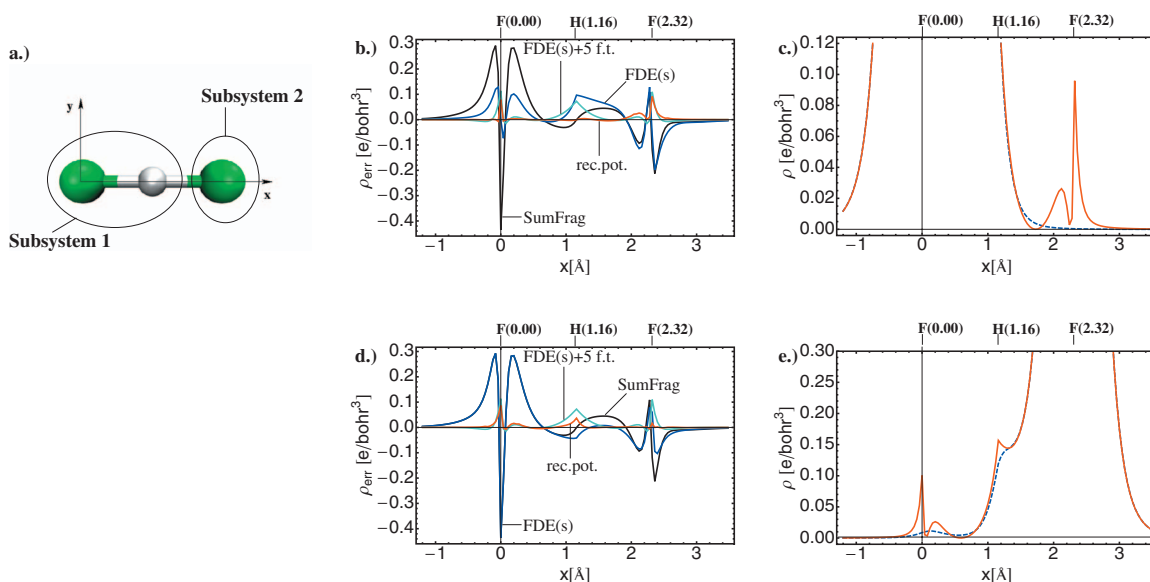 a.)
y
x
Subsystem 2
Subsystem 1
F(0.00) H(1.16) F(2.32)
b.)
0.3
0.2
0.1
0.0
−0.1
−0.2
−0.3
−0.4
ρerr [e/bohr³]
FDE(s)+5 f.t.
FDE(s)
rec.pot.
SumFrag
−1 0 1 2 3
x[Å]
F(0.00) H(1.16) F(2.32)
c.)
0.12
0.10
0.08
0.06
0.04
0.02
0.00
ρ [e/bohr³]
−1 0 1 2 3
x[Å]
F(0.00) H(1.16) F(2.32)
d.)
0.3
0.2
0.1
0.0
−0.1
−0.2
−0.3
−0.4
ρerr [e/bohr³]
FDE(s)+5 f.t.
SumFrag
rec.pot.
FDE(s)
−1 0 1 2 3
x[Å]
F(0.00) H(1.16) F(2.32)
e.)
0.30
0.25
0.20
0.15
0.10
0.05
0.00
ρ [e/bohr³]
−1 0 1 2 3
x[Å]